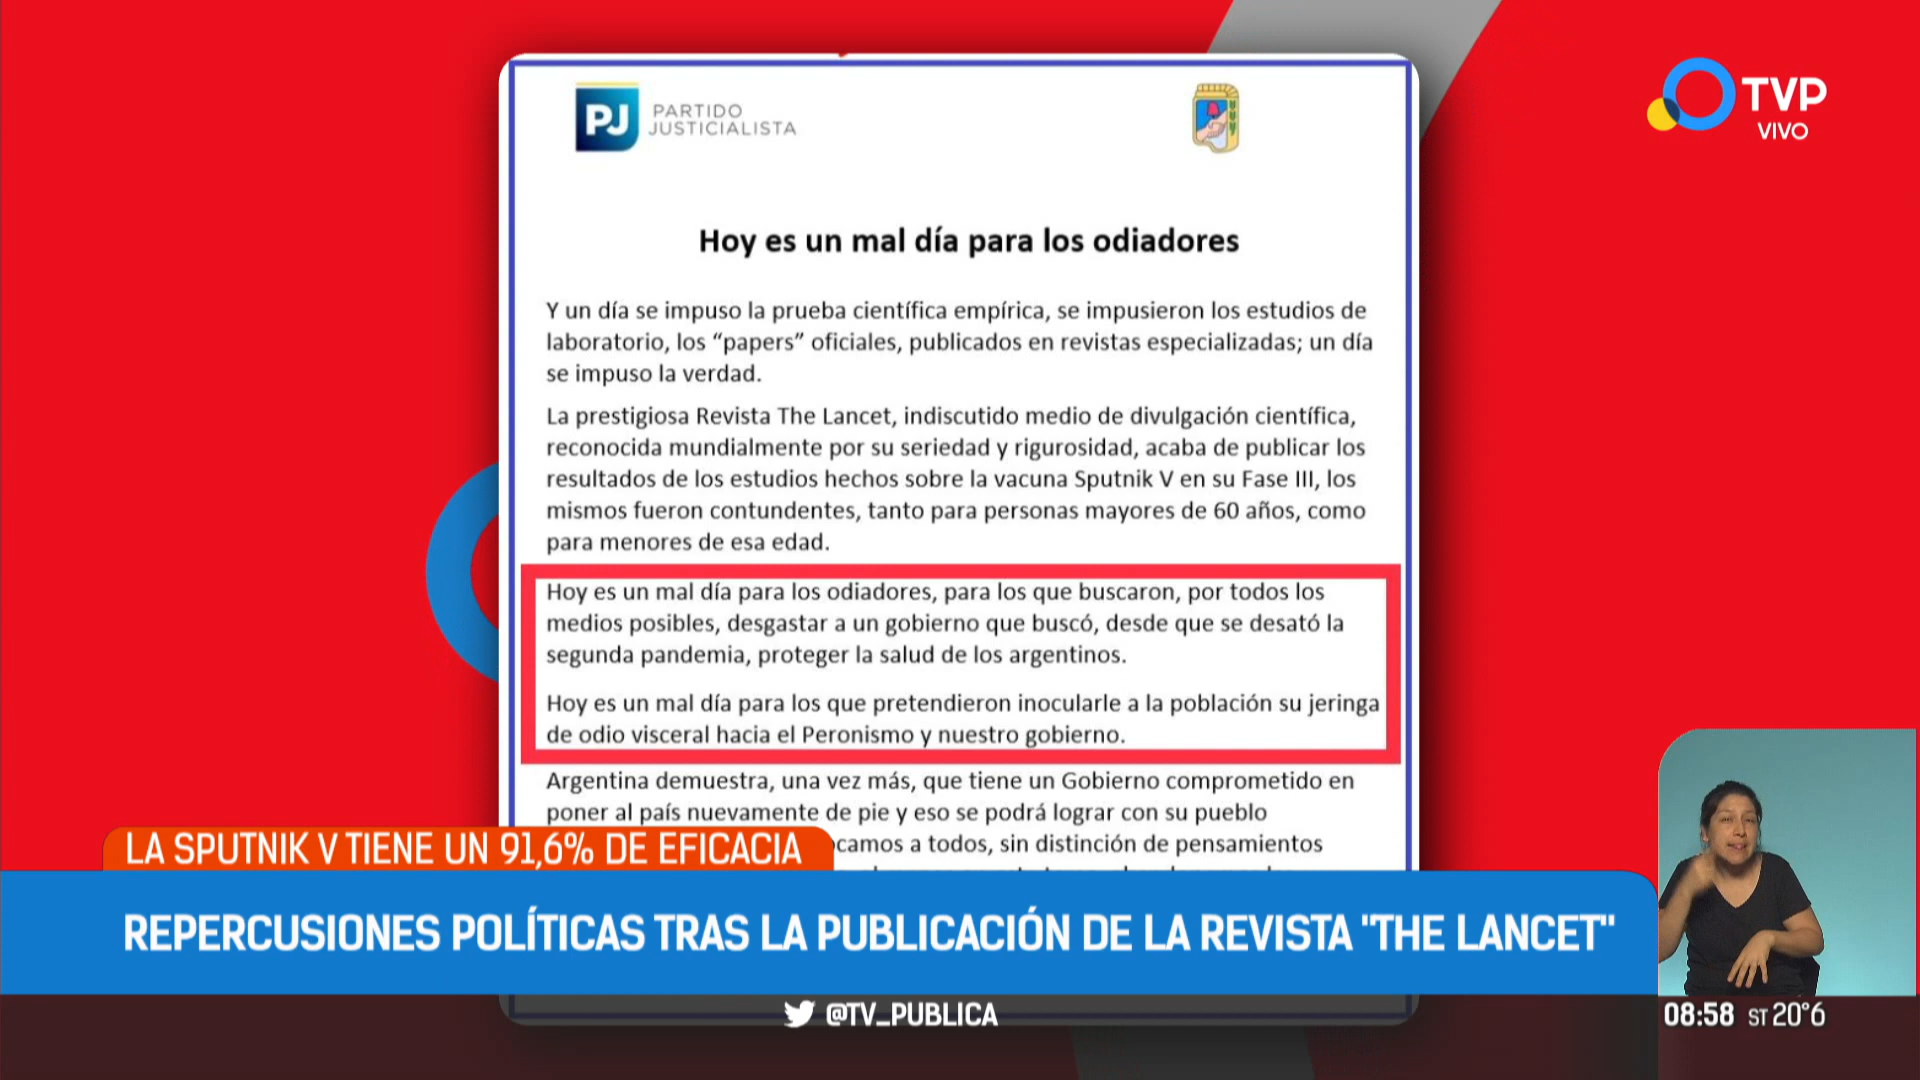 PJ PARTIDO
JUSTICIALISTA
TVP
VIVO
Hoy es un mal día para los odiadores
Y un día se impuso la prueba científica empírica, se impusieron los estudios de
laboratorio, los “papers” oficiales, publicados en revistas especializadas; un día
se impuso la verdad.
La prestigiosa Revista The Lancet, indiscutido medio de divulgación científica,
reconocida mundialmente por su seriedad y rigurosidad, acaba de publicar los
resultados de los estudios hechos sobre la vacuna Sputnik V en su Fase III, los
mismos fueron contundentes, tanto para personas mayores de 60 años, como
para menores de esa edad.
Hoy es un mal día para los odiadores, para los que buscaron, por todos los
medios posibles, desgastar a un gobierno que buscó, desde que se desató la
segunda pandemia, proteger la salud de los argentinos.
Hoy es un mal día para los que pretendieron inocularle a la población su jeringa
de odio visceral hacia el Peronismo y nuestro gobierno.
Argentina demuestra, una vez más, que tiene un Gobierno comprometido en
poner al país nuevamente de pie y eso se podrá lograr con su pueblo
a todos, sin distinción de pensamientos
LA SPUTNIK V TIENE UN 91,6% DE EFICACIA
REPERCUSIONES POLÍTICAS TRAS LA PUBLICACIÓN DE LA REVISTA "THE LANCET"
@TV_PUBLICA
08:58 ST 20°6